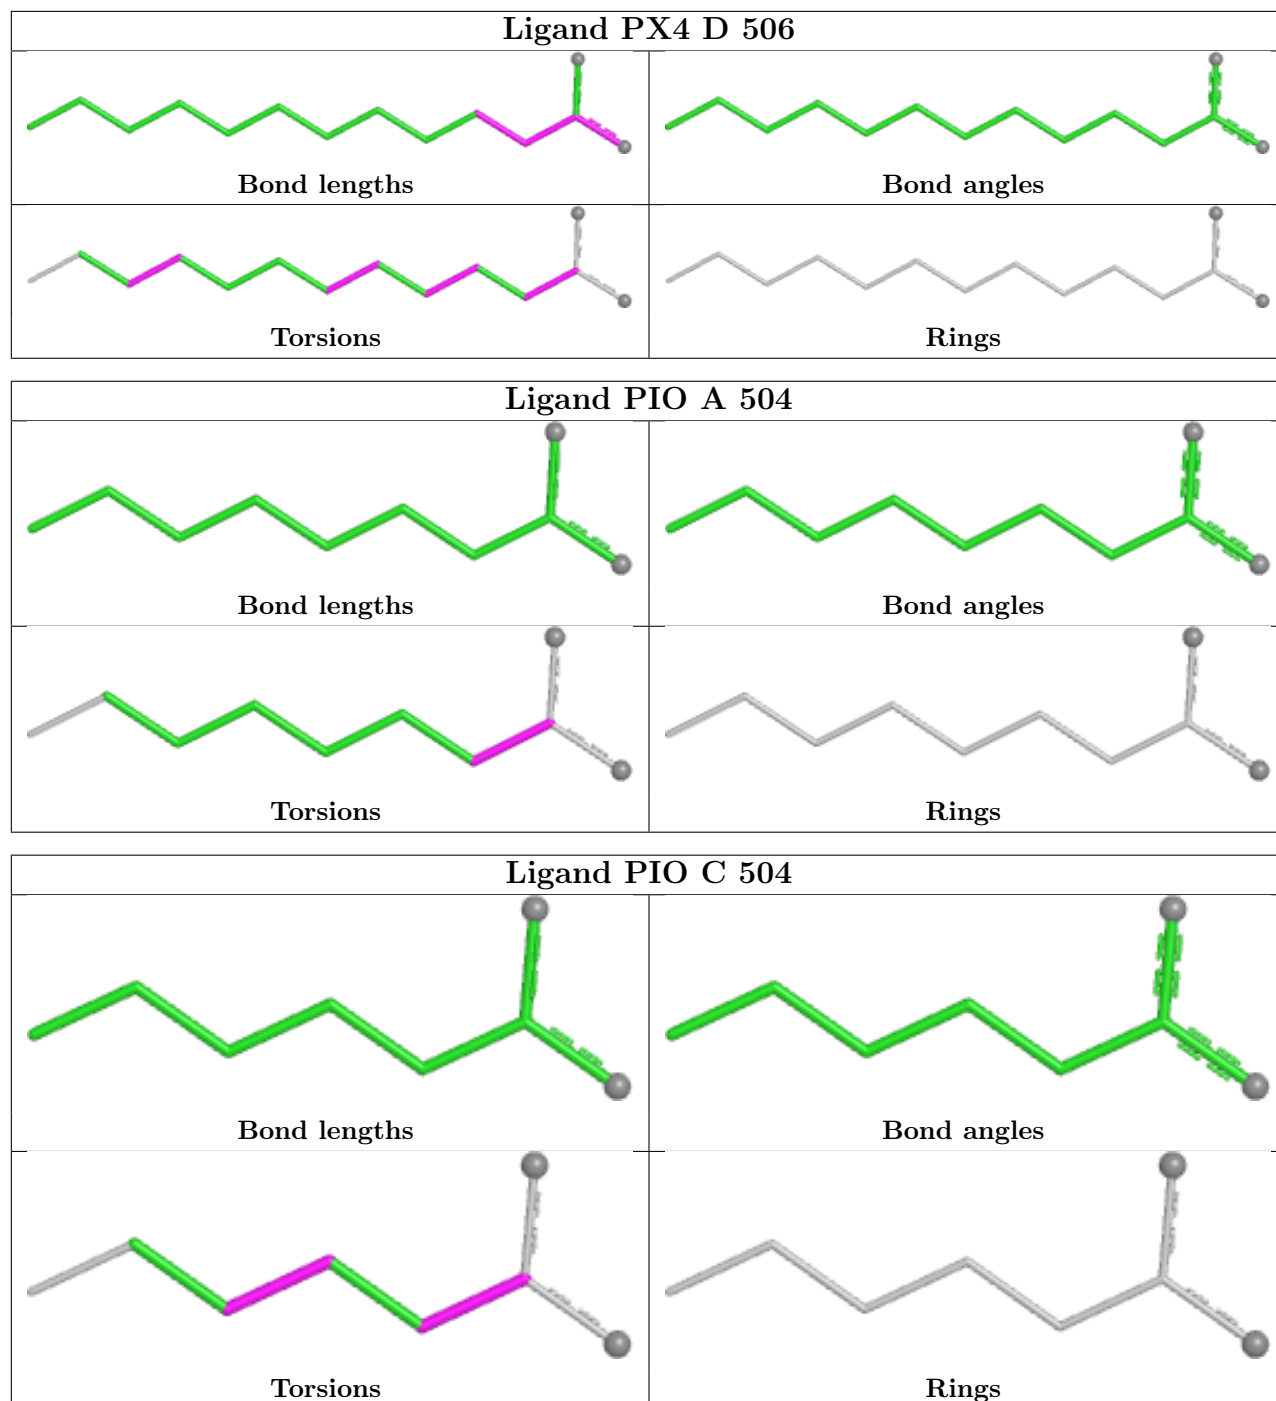 Ligand PX4 D 506
Bond lengths
Bond angles
Torsions
Rings
Ligand PIO A 504
Bond lengths
Bond angles
Torsions
Rings
Ligand PIO C 504
Bond lengths
Bond angles
Torsions
Rings